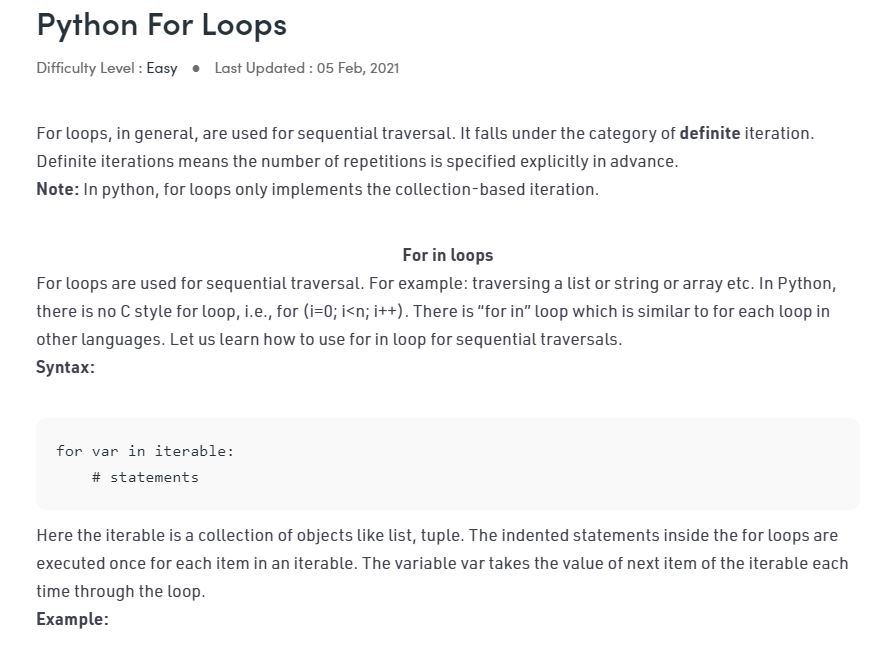 Python For Loops
Difficulty Level : Easy ● Last Updated : 05 Feb, 2021
For loops, in general, are used for sequential traversal. It falls under the category of definite iteration.
Definite iterations means the number of repetitions is specified explicitly in advance.
Note: In python, for loops only implements the collection-based iteration.
For in loops
For loops are used for sequential traversal. For example: traversing a list or string or array etc. In Python,
there is no C style for loop, i.e., for (i=0; i<n; i++). There is “for in” loop which is similar to for each loop in
other languages. Let us learn how to use for in loop for sequential traversals.
Syntax:
for var in iterable:
    # statements
Here the iterable is a collection of objects like list, tuple. The indented statements inside the for loops are
executed once for each item in an iterable. The variable var takes the value of next item of the iterable each
time through the loop.
Example: